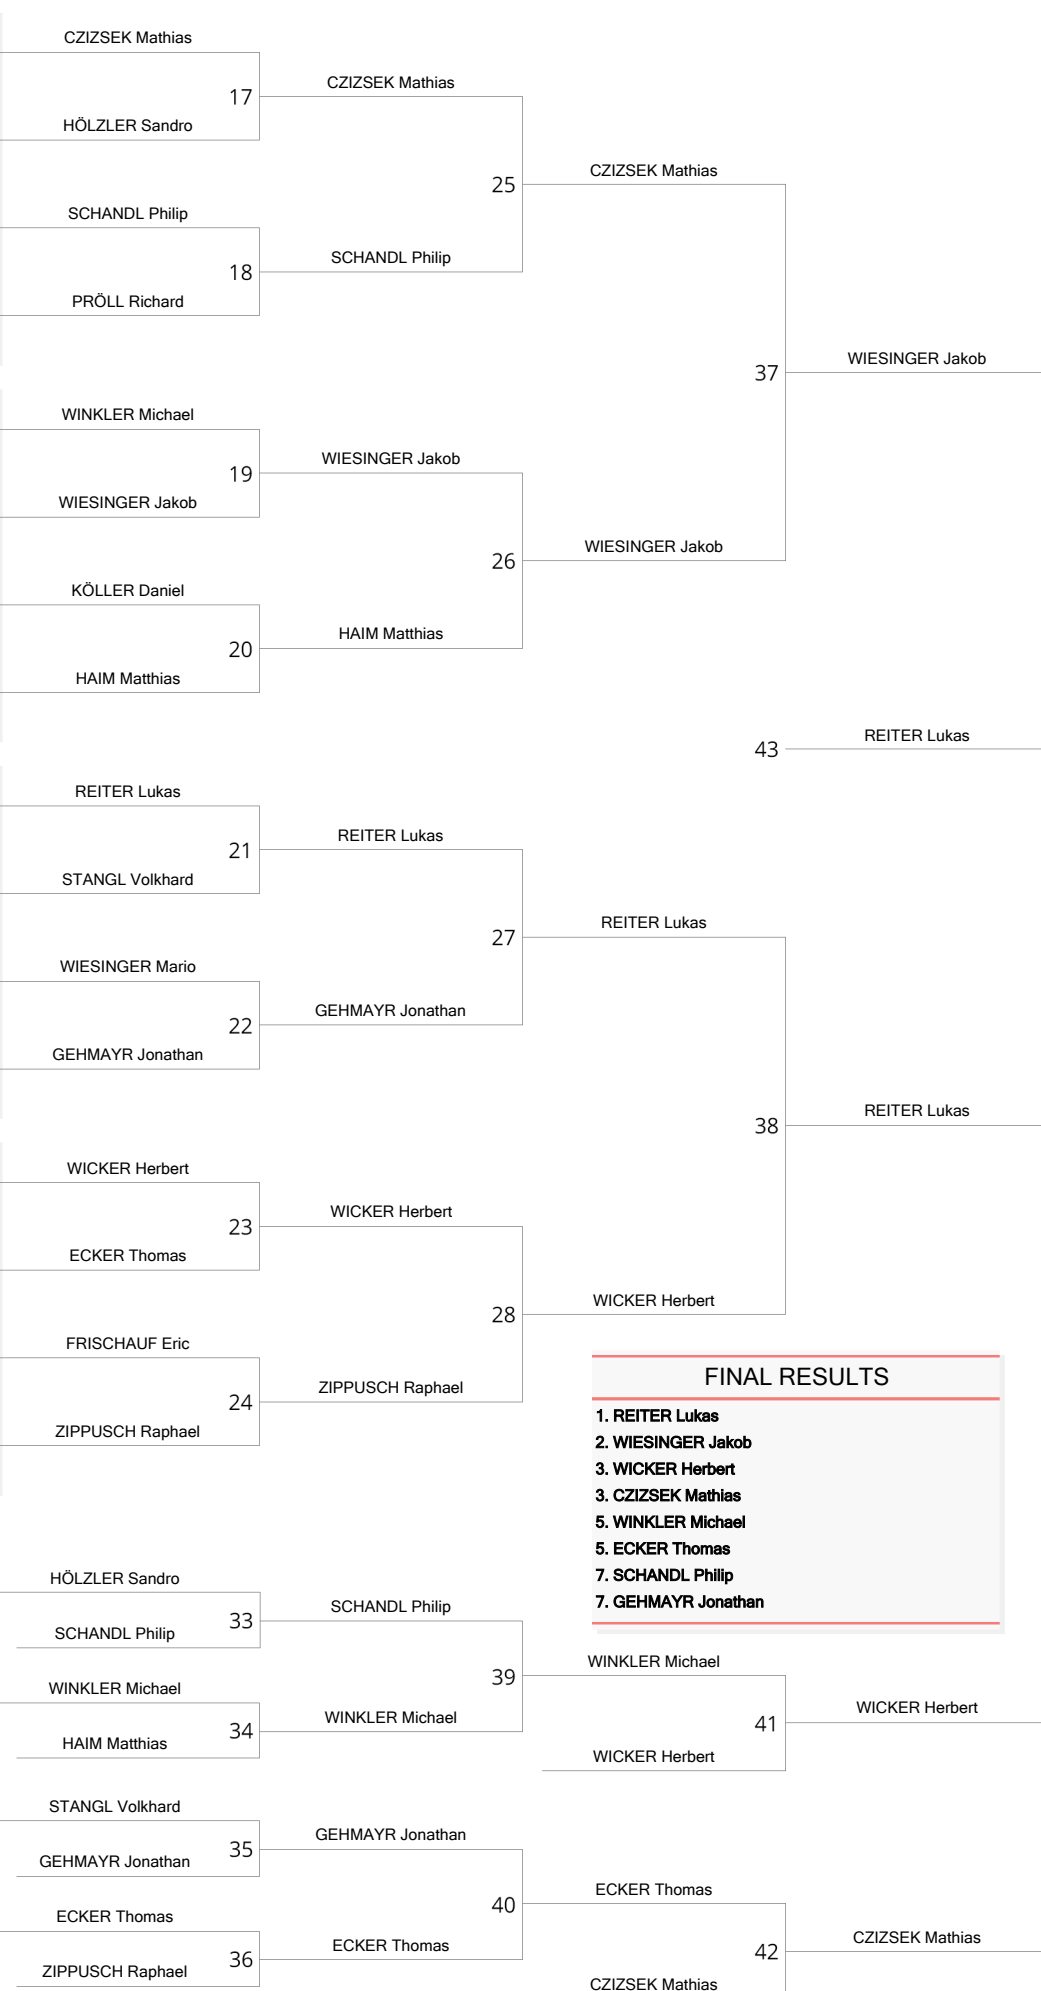 CZIZSEK Mathias
17
CZIZSEK Mathias
HÖLZLER Sandro
25
CZIZSEK Mathias
SCHANDL Philip
18
SCHANDL Philip
PRÖLL Richard
37
WIESINGER Jakob
WINKLER Michael
19
WIESINGER Jakob
WIESINGER Jakob
26
WIESINGER Jakob
KÖLLER Daniel
20
HAIM Matthias
HAIM Matthias
43
REITER Lukas
REITER Lukas
21
REITER Lukas
STANGL Volkhard
27
REITER Lukas
WIESINGER Mario
22
GEHMAYR Jonathan
GEHMAYR Jonathan
38
REITER Lukas
WICKER Herbert
23
WICKER Herbert
ECKER Thomas
28
WICKER Herbert
FRISCHAUF Eric
24
ZIPPUSCH Raphael
ZIPPUSCH Raphael
FINAL RESULTS
1. REITER Lukas
2. WIESINGER Jakob
3. WICKER Herbert
3. CZIZSEK Mathias
5. WINKLER Michael
5. ECKER Thomas
7. SCHANDL Philip
7. GEHMAYR Jonathan
HÖLZLER Sandro
33
SCHANDL Philip
SCHANDL Philip
39
WINKLER Michael
WINKLER Michael
34
WINKLER Michael
HAIM Matthias
41
WICKER Herbert
WICKER Herbert
STANGL Volkhard
35
GEHMAYR Jonathan
GEHMAYR Jonathan
40
ECKER Thomas
ECKER Thomas
36
ECKER Thomas
ZIPPUSCH Raphael
42
CZIZSEK Mathias
CZIZSEK Mathias